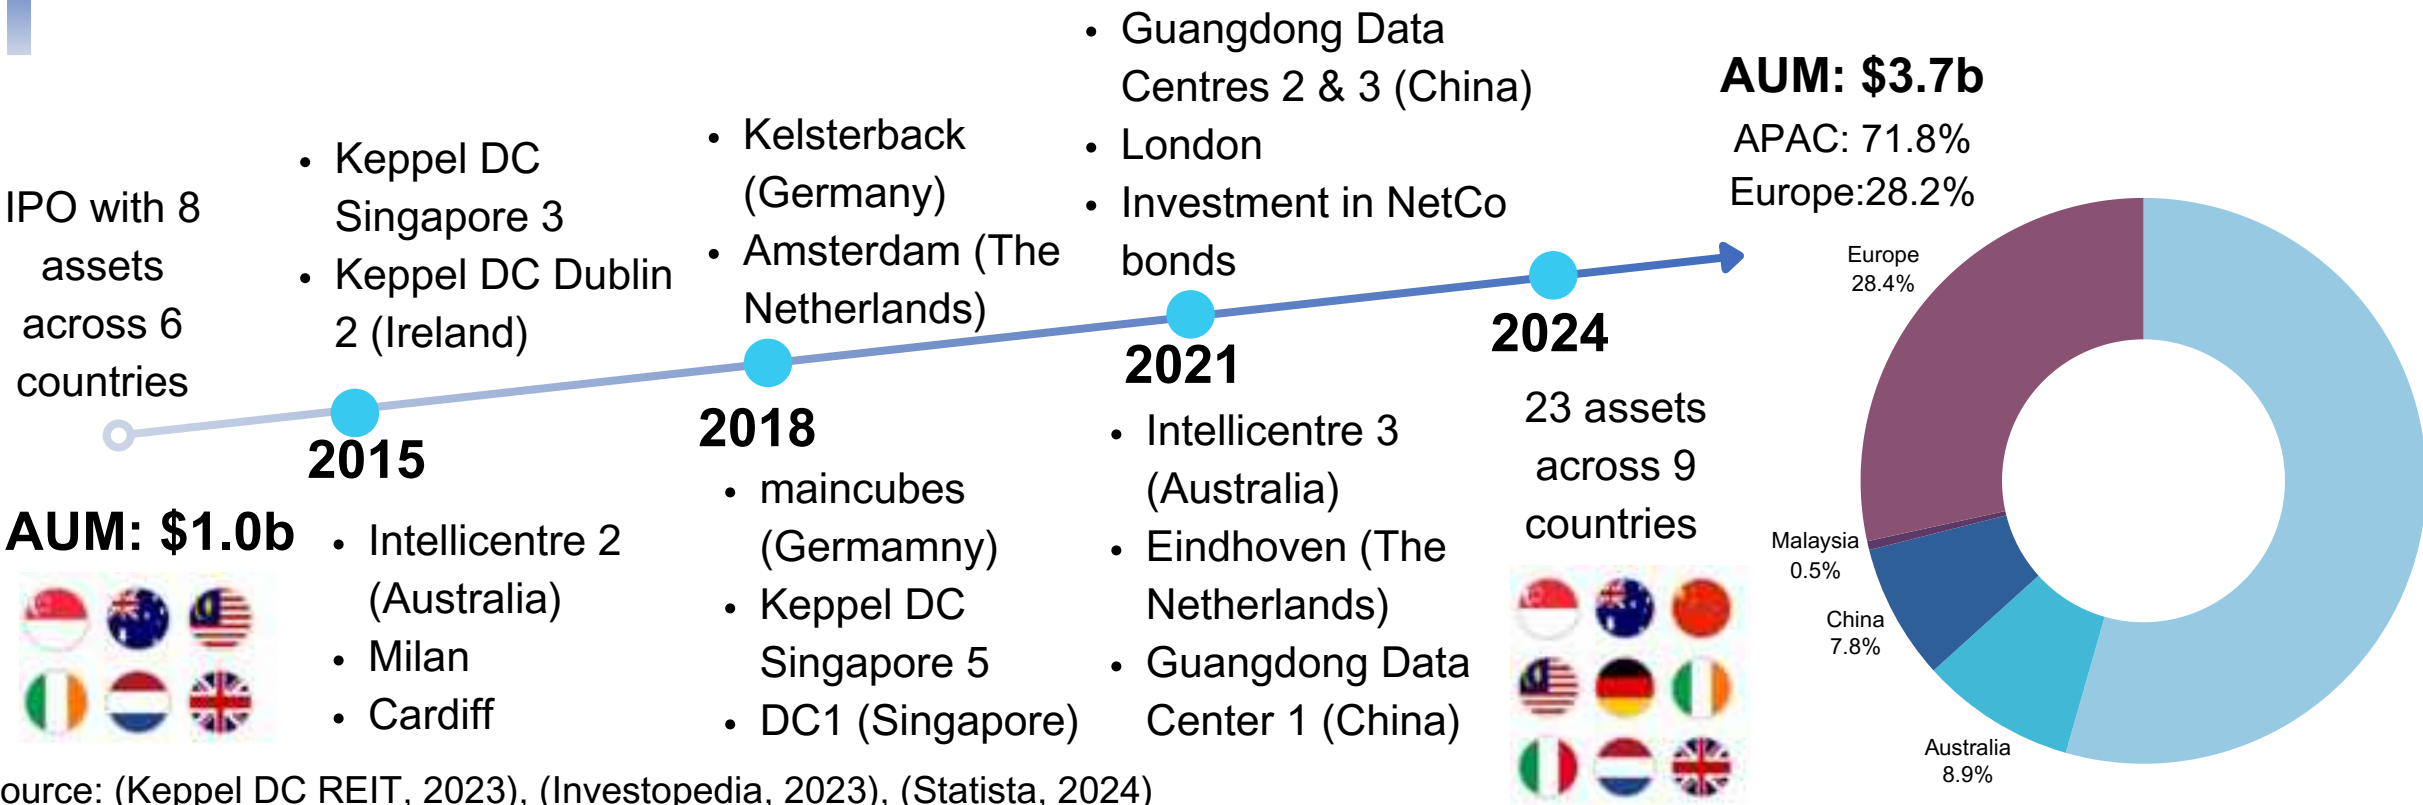 IPO with 8
assets
across 6
countries
AUM: $1.0b
• Keppel DC
Singapore 3
• Keppel DC Dublin
2 (Ireland)
2015
• Intellicentre 2
(Australia)
• Milan
• Cardiff
• Kelsterback
(Germany)
• Amsterdam (The
Netherlands)
2018
• maincubes
(Germamny)
• Keppel DC
Singapore 5
• DC1 (Singapore)
• Guangdong Data
Centres 2 & 3 (China)
• London
• Investment in NetCo
bonds
2021
• Intellicentre 3
(Australia)
• Eindhoven (The
Netherlands)
• Guangdong Data
Center 1 (China)
2024
23 assets
across 9
countries
AUM: $3.7b
APAC: 71.8%
Europe:28.2%
Europe
28.4%
Malaysia
0.5%
China
7.8%
Australia
8.9%
ource: (Keppel DC REIT, 2023), (Investopedia, 2023), (Statista, 2024)